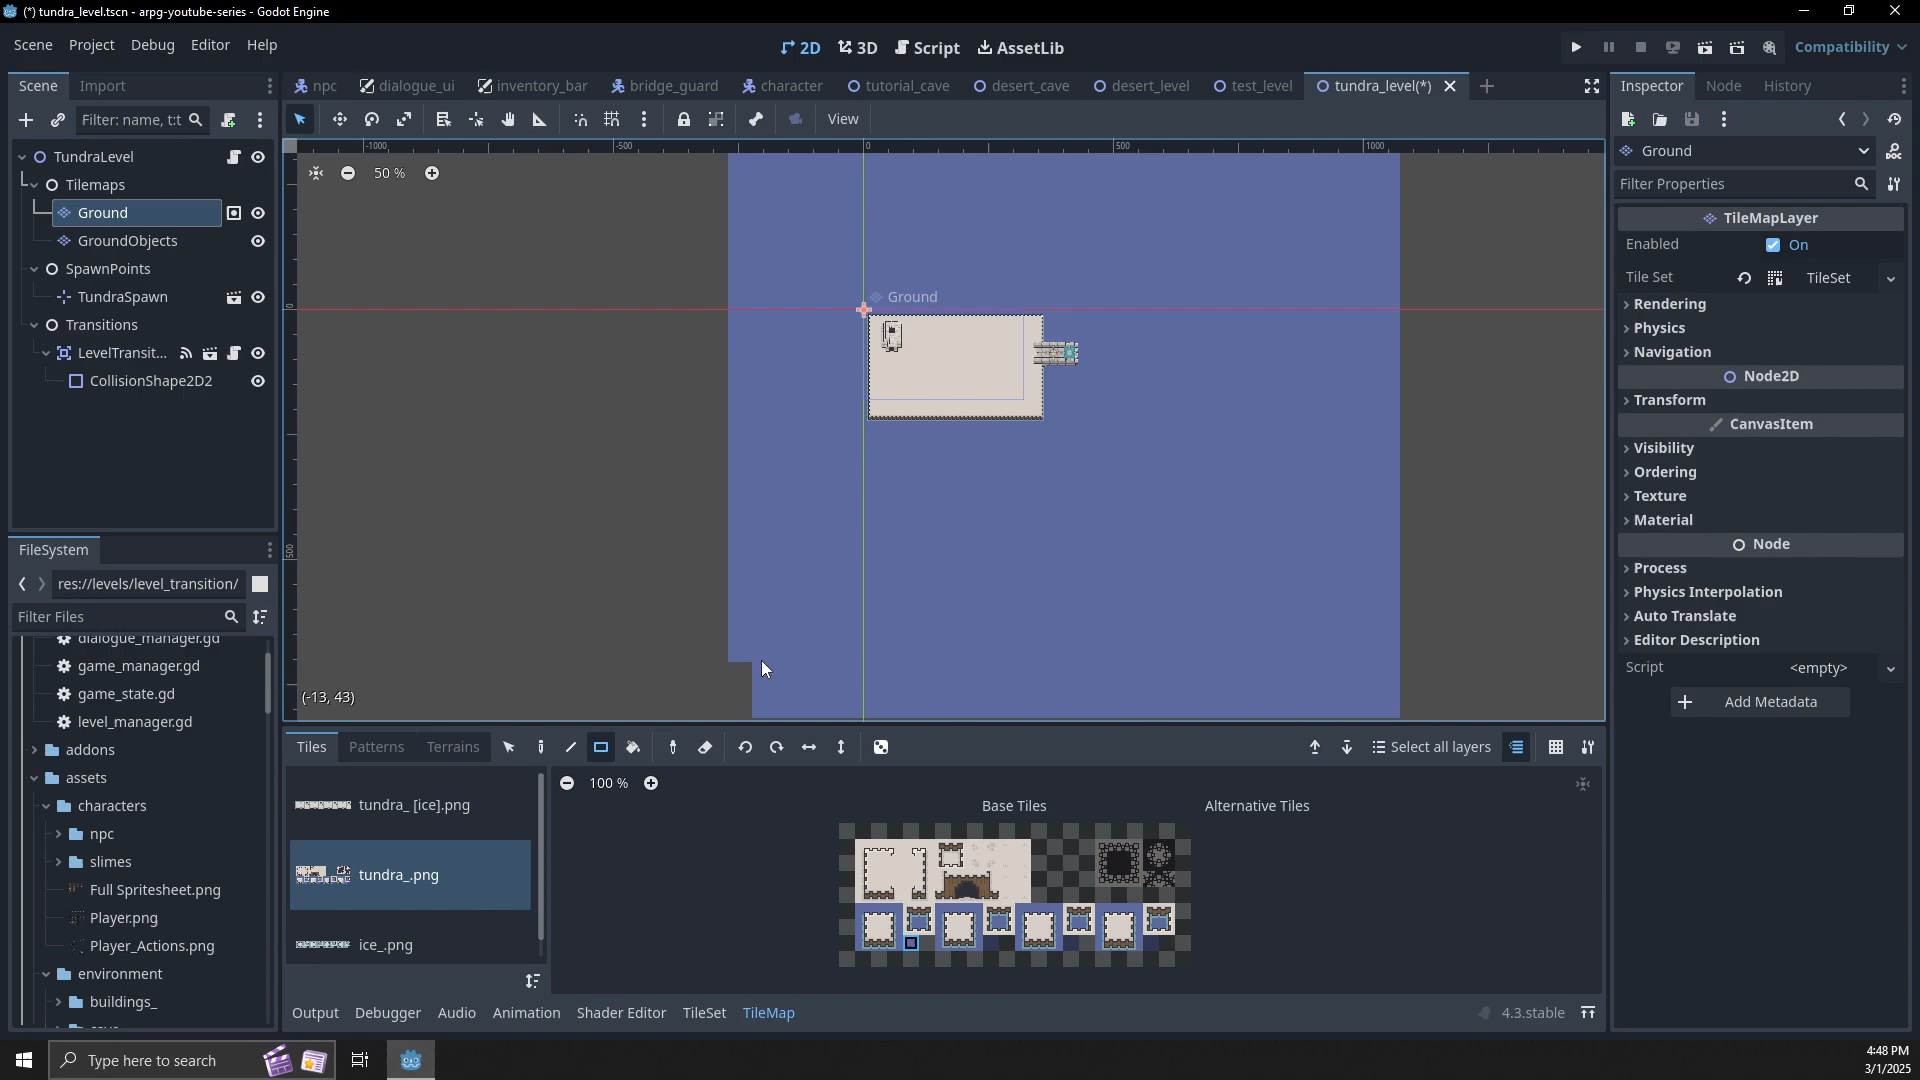 (*) tundra_level.tscn - arpg-youtube-series - Godot Engine
Scene Project Debug Editor Help
2D 3D Script AssetLib
Compatibility
Scene Import
npc dialogue_ui inventory_bar bridge_guard character tutorial_cave desert_cave desert_level test_level tundra_level(*)
Inspector Node History
Filter: name, t:t
View
TundraLevel
Tilemaps
Ground
GroundObjects
SpawnPoints
TundraSpawn
Transitions
LevelTransit...
CollisionShape2D2
-1000 -500 0 500 1000
50 %
0
500
Ground
(-13, 43)
Ground
Filter Properties
TileMapLayer
Enabled On
Tile Set TileSet
Rendering
Physics
Navigation
Node2D
Transform
CanvasItem
Visibility
Ordering
Texture
Material
Node
Process
Physics Interpolation
Auto Translate
Editor Description
Script <empty>
Add Metadata
FileSystem
res://levels/level_transition/
Filter Files
dialogue_manager.gd
game_manager.gd
game_state.gd
level_manager.gd
addons
assets
characters
npc
slimes
Full Spritesheet.png
Player.png
Player_Actions.png
environment
buildings_
Tiles Patterns Terrains
Select all layers
tundra_ [ice].png
tundra_.png
ice_.png
100 %
Base Tiles Alternative Tiles
Output Debugger Audio Animation Shader Editor TileSet TileMap
4.3.stable
Type here to search
4:48 PM
3/1/2025